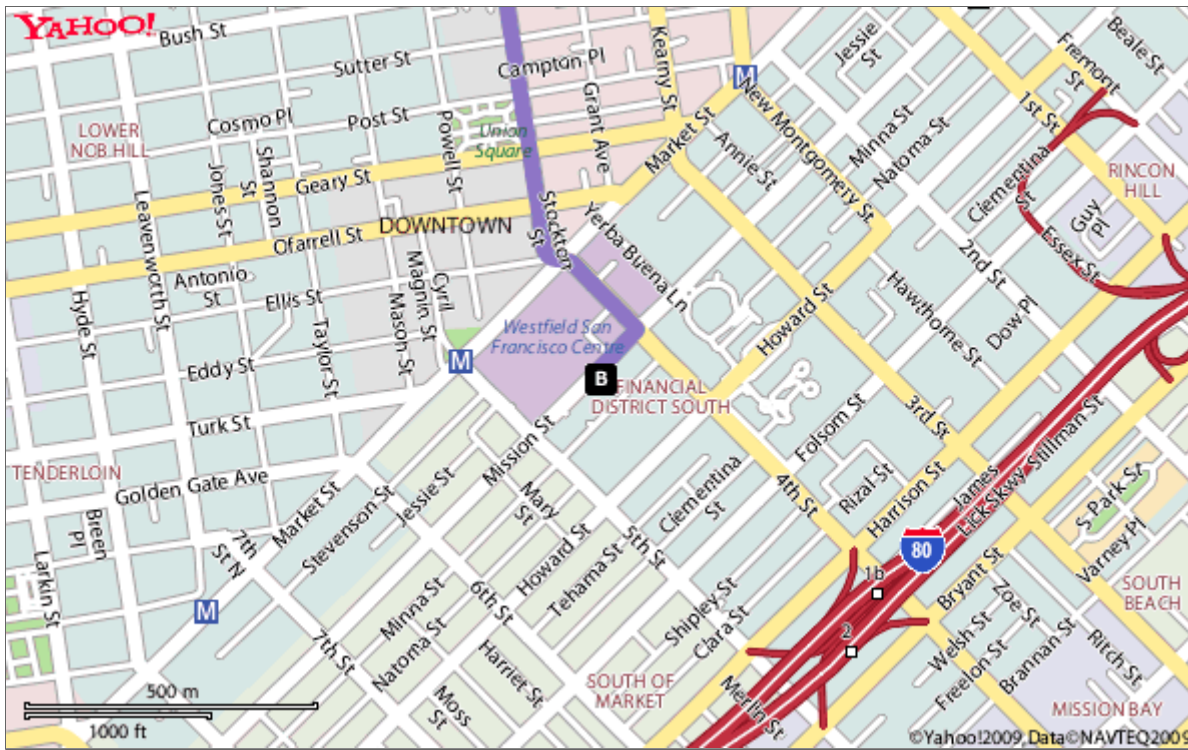 YAHOO!
Bush St
Sutter St
Campton Pl
Kearny St
Jessie
St
Beale St
Fremont
St
M
New Montgomery St
1st St
Cosmo Pl
Post St
Powell St
Union
Square
Grant Ave
Market St
Annie St
Minna St
Natoma St
LOWER
NOB HILL
Shannon
St
Jones St
Leavenworth St
Geary St
Clementina
St
RINCON
HILL
Guy
Pl
DOWNTOWN
Stockton
St
Yerba Buena Ln
Ofarrell St
Essex St
2nd St
Antonio
St
Ellis St
Cyril
Magnin St
Mason St
Taylor St
Hyde St
Hawthorne St
Dow Pl
Howard St
Westfield San
Francisco Centre
Eddy St
M
B
FINANCIAL
DISTRICT SOUTH
3rd St
Turk St
Folsom St
TENDERLOIN
Golden Gate Ave
Mission St
Jessie St
Market St
Stevenson St
Mary
St
Clementina
St
4th St
Rizal St
Harrison St
James
Lick Skwy
Stillman St
S Park St
Varney Pl
Breen
Pl
7th
St N
Larkin St
Howard St
5th St
Tehama St
80
1b
Bryant St
SOUTH
BEACH
M
Minna St
6th St
Shipley St
Clara St
2
Zoe St
Welsh St
Freelon St
Brannan St
Ritch St
7th St
Natoma St
Harriet St
Moss
St
SOUTH OF
MARKET
Merlin St
MISSION BAY
500 m
1000 ft
©Yahoo!2009, Data©NAVTEQ2009